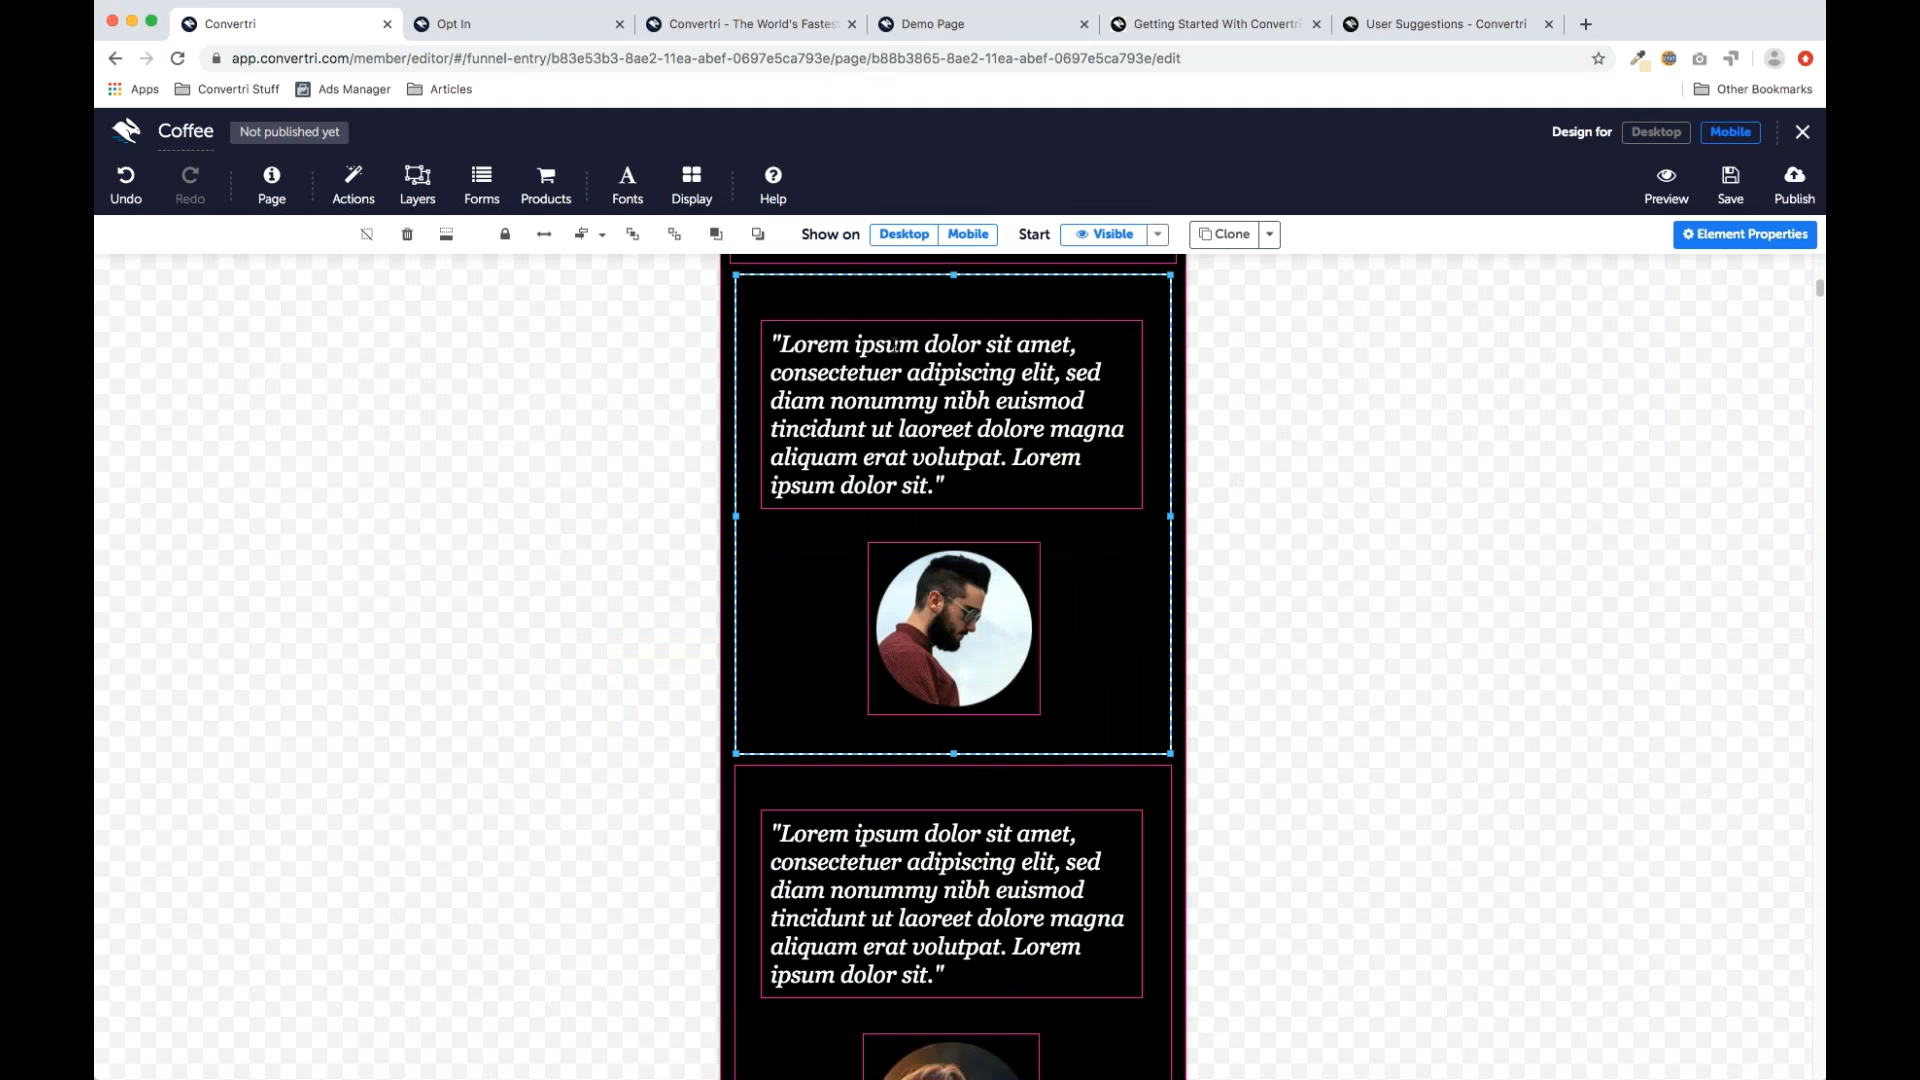 Convertri
Opt In
Convertri - The World's Fastes
Demo Page
Getting Started With Convertri
User Suggestions - Convertri
app.convertri.com/member/editor/#/funnel-entry/b83e53b3-8ae2-11ea-abef-0697e5ca793e/page/b88b3865-8ae2-11ea-abef-0697e5ca793e/edit
Apps
Convertri Stuff
Ads Manager
Articles
Other Bookmarks
Coffee
Not published yet
Design for
Desktop
Mobile
Undo
Redo
Page
Actions
Layers
Forms
Products
Fonts
Display
Help
Preview
Save
Publish
Show on
Desktop
Mobile
Start
Visible
Clone
Element Properties
"Lorem ipsum dolor sit amet,
consectetuer adipiscing elit, sed
diam nonummy nibh euismod
tincidunt ut laoreet dolore magna
aliquam erat volutpat. Lorem
ipsum dolor sit."
"Lorem ipsum dolor sit amet,
consectetuer adipiscing elit, sed
diam nonummy nibh euismod
tincidunt ut laoreet dolore magna
aliquam erat volutpat. Lorem
ipsum dolor sit."